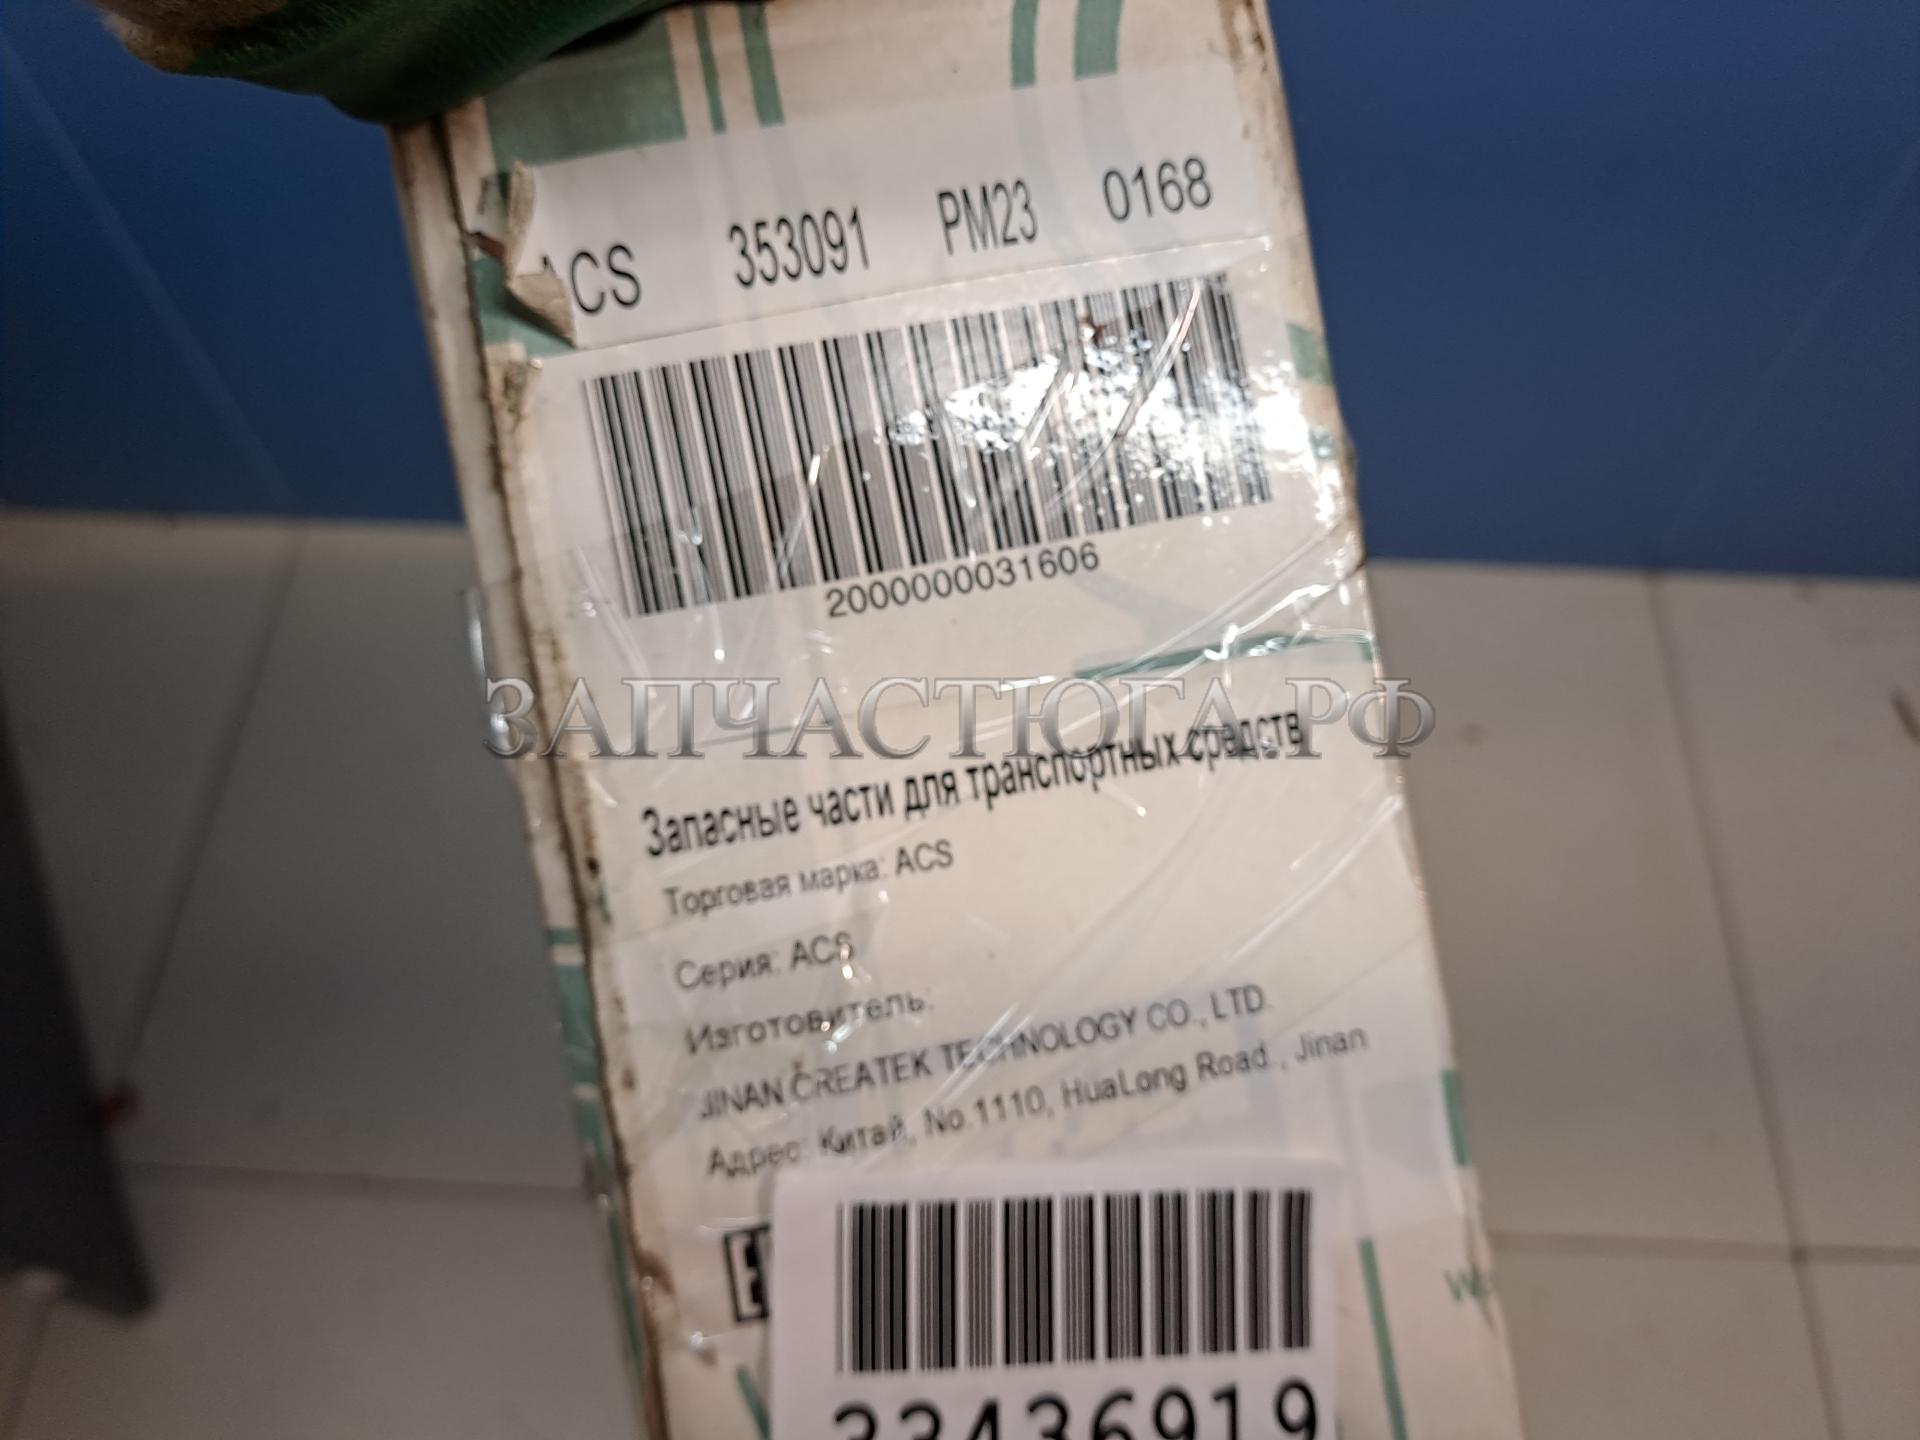 ACS 353091 PM23 0168
2000000031606
ЗАПЧАСТЮГА.РФ
Запасные части для транспортных средств
Торговая марка: ACS
Серия: ACS
Изготовитель:
JINAN CREATEK TECHNOLOGY CO., LTD.
Адрес: Китай, No.1110, HuaLong Road , Jinan
33436919